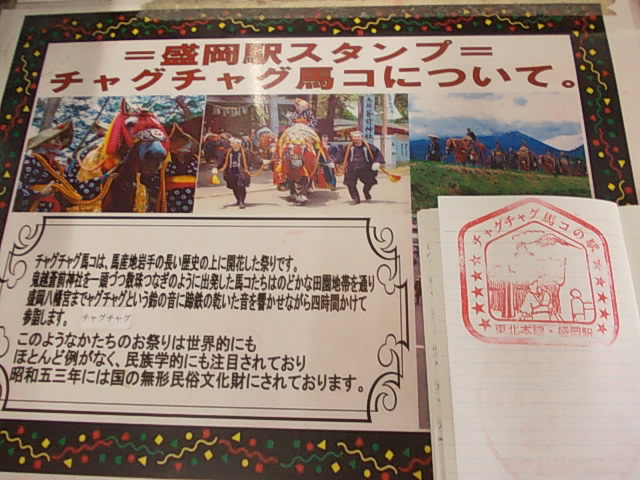 =盛岡駅スタンプ=
チャグチャグ馬コについて。
チャグチャグ馬コは、馬産地岩手の長い歴史の上に開花した祭りです。
鬼越蒼前神社を一頭づつ数珠つなぎのように出発した馬コたちはのどかな田園地帯を通り
盛岡八幡宮までャグチャグという鈴の音に蹄鉄の乾いた音を響かせながら四時間かけて
参詣します。 チャグチャグ
このようなかたちのお祭りは世界的にも
ほとんど例がなく、民族学的にも注目されており
昭和五三年には国の無形民俗文化財にされております。
チャグチャグ馬コの駅
東北本線・盛岡駅